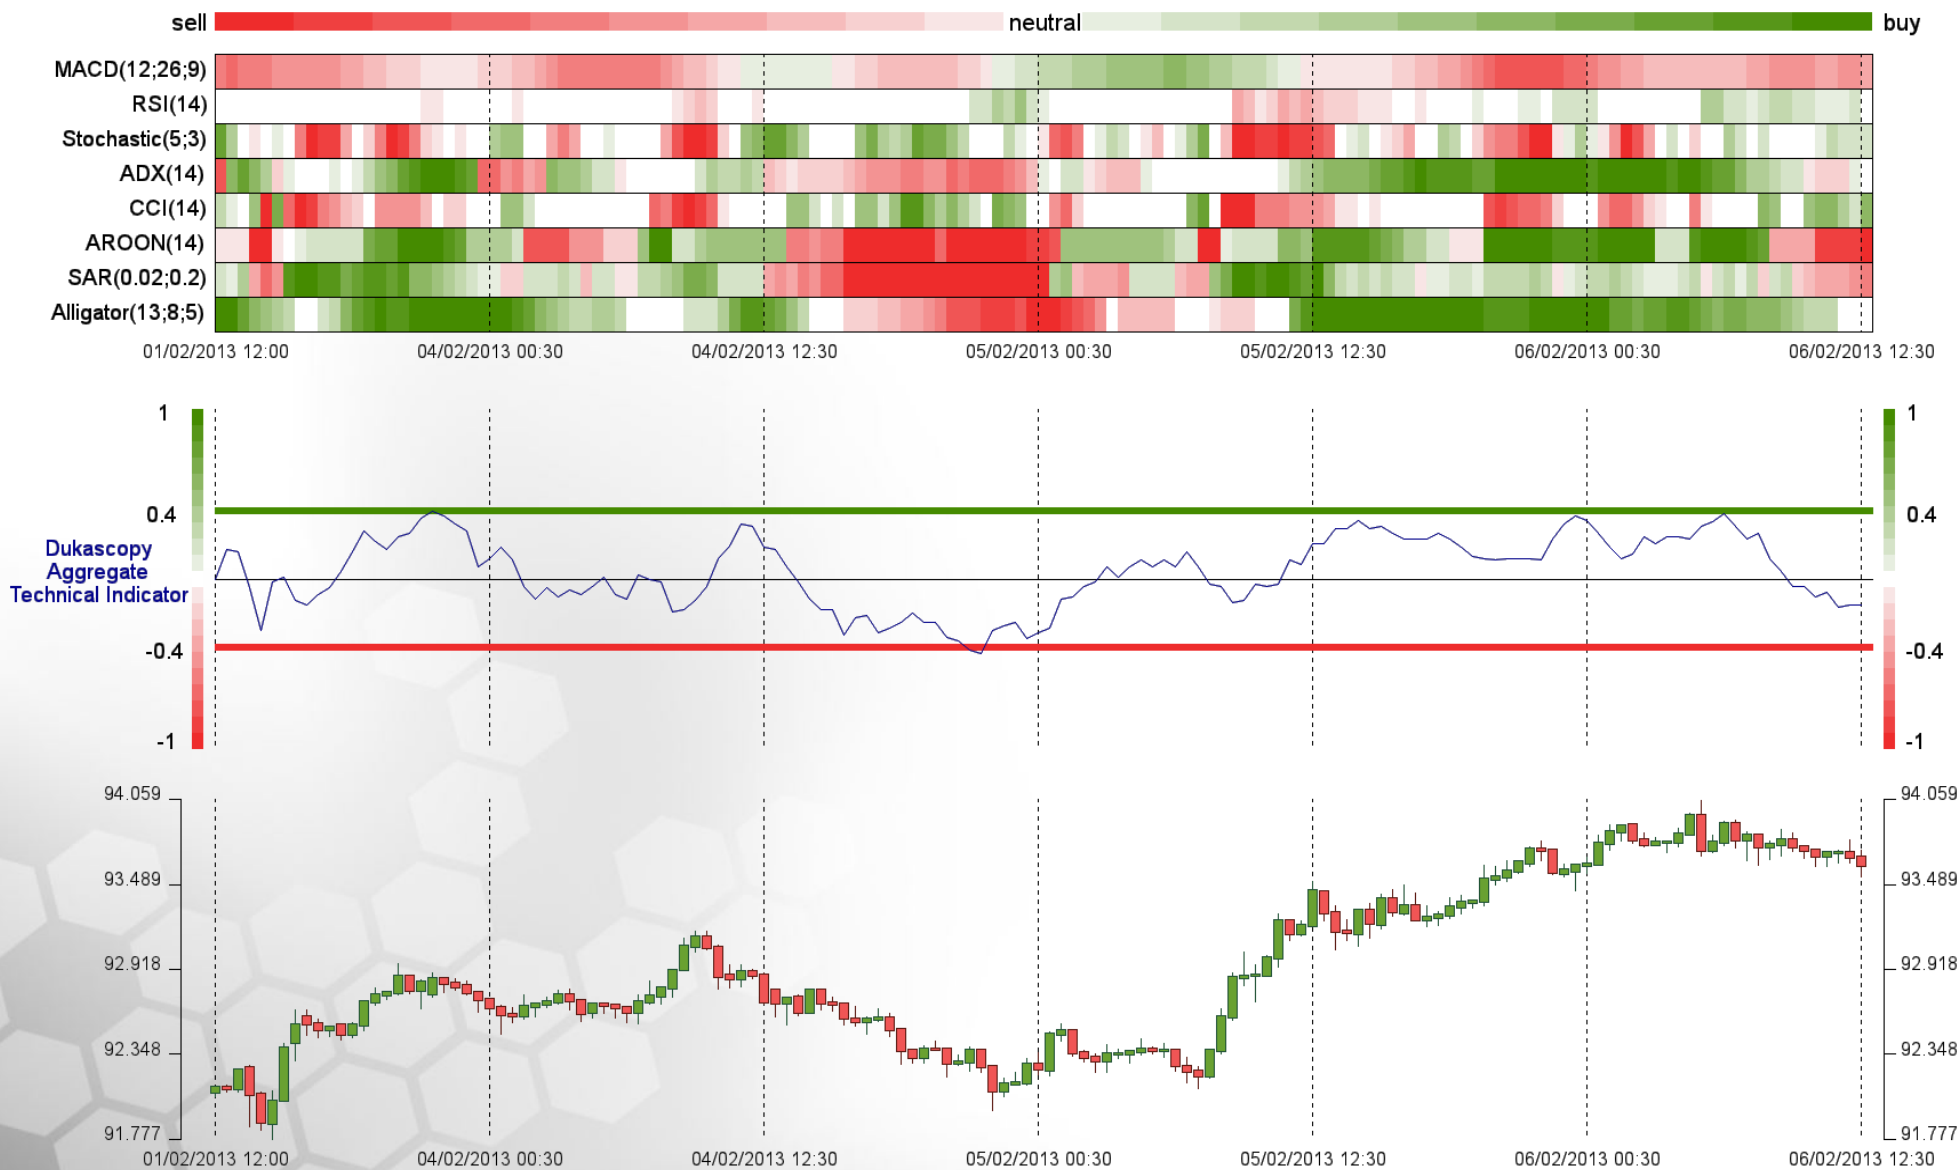 sell neutral buy
MACD(12;26;9)
RSI(14)
Stochastic(5;3)
ADX(14)
CCI(14)
AROON(14)
SAR(0.02;0.2)
Alligator(13;8;5)
01/02/2013 12:00 04/02/2013 00:30 04/02/2013 12:30 05/02/2013 00:30 05/02/2013 12:30 06/02/2013 00:30 06/02/2013 12:30
1 1
0.4 0.4
Dukascopy
Aggregate
Technical Indicator
-0.4 -0.4
-1 -1
94.059 94.059
93.489 93.489
92.918 92.918
92.348 92.348
91.777 91.777
01/02/2013 12:00 04/02/2013 00:30 04/02/2013 12:30 05/02/2013 00:30 05/02/2013 12:30 06/02/2013 00:30 06/02/2013 12:30